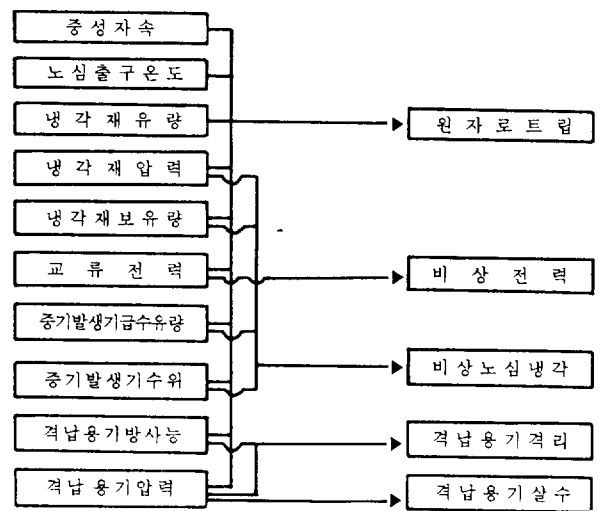 중성자속
노심출구온도
냉각재유량
원자로트립
냉각재압력
냉각재보유량
교류전력
비상전력
증기발생기급수유량
비상노심냉각
증기발생기수위
격납용기방사능
격납용기격리
격납용기압력
격납용기살수